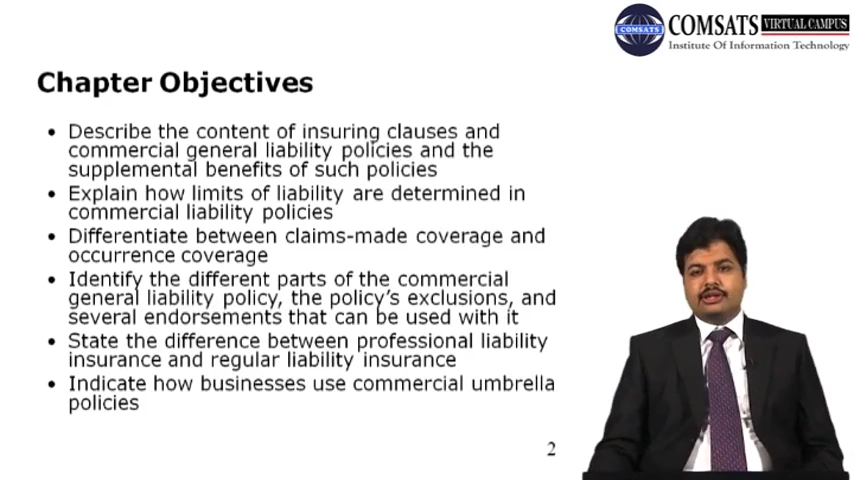 COMSATS VIRTUAL CAMPUS
COMSATS
Institute Of Information Technology
Chapter Objectives
• Describe the content of insuring clauses and
commercial general liability policies and the
supplemental benefits of such policies
• Explain how limits of liability are determined in
commercial liability policies
• Differentiate between claims-made coverage and
occurrence coverage
• Identify the different parts of the commercial
general liability policy, the policy's exclusions, and
several endorsements that can be used with it
• State the difference between professional liability
insurance and regular liability insurance
• Indicate how businesses use commercial umbrella
policies
2